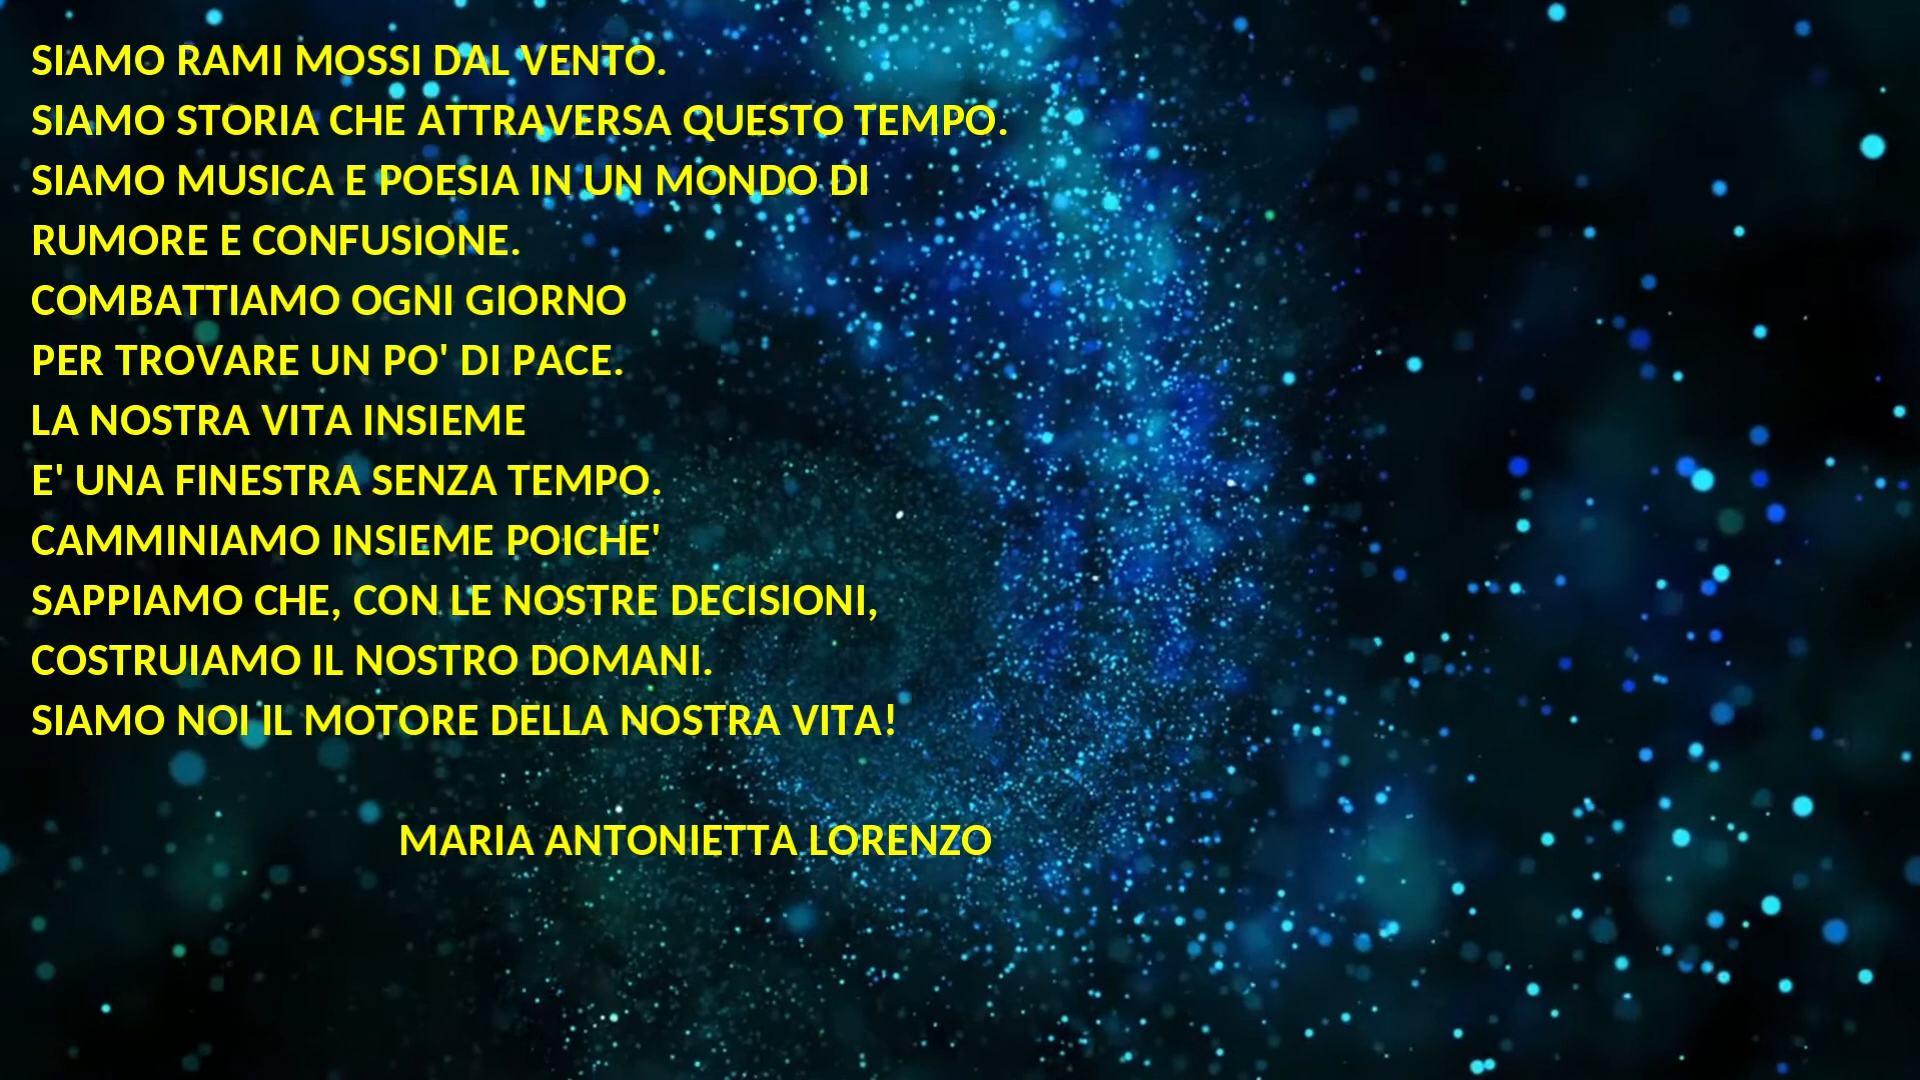 SIAMO RAMI MOSSI DAL VENTO.
SIAMO STORIA CHE ATTRAVERSA QUESTO TEMPO.
SIAMO MUSICA E POESIA IN UN MONDO DI
RUMORE E CONFUSIONE.
COMBATTIAMO OGNI GIORNO
PER TROVARE UN PO' DI PACE.
LA NOSTRA VITA INSIEME
E' UNA FINESTRA SENZA TEMPO.
CAMMINIAMO INSIEME POICHE'
SAPPIAMO CHE, CON LE NOSTRE DECISIONI,
COSTRUIAMO IL NOSTRO DOMANI.
SIAMO NOI IL MOTORE DELLA NOSTRA VITA!
MARIA ANTONIETTA LORENZO